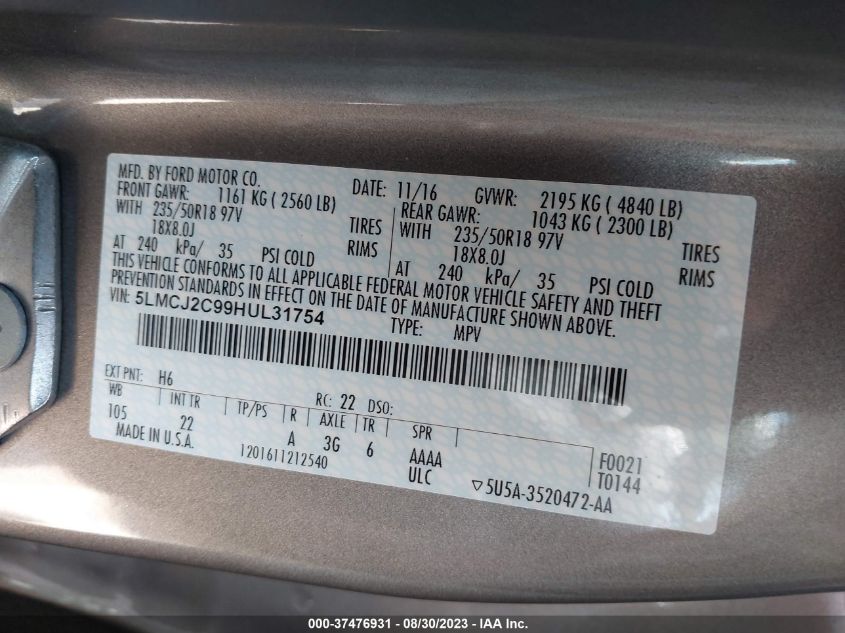 MFD. BY FORD MOTOR CO. DATE: 11/16 GVWR: 2195 KG ( 4840 LB)
FRONT GAWR: 1161 KG ( 2560 LB) REAR GAWR: 1043 KG ( 2300 LB)
WITH 235/50R18 97V TIRES WITH 235/50R18 97V TIRES
18X8.0J RIMS 18X8.0J RIMS
AT 240 kPa/ 35 PSI COLD AT 240 kPa/ 35 PSI COLD
THIS VEHICLE CONFORMS TO ALL APPLICABLE FEDERAL MOTOR VEHICLE SAFETY AND THEFT
PREVENTION STANDARDS IN EFFECT ON THE DATE OF MANUFACTURE SHOWN ABOVE.
VIN: 5LMCJ2C99HUL31754
TYPE: MPV
EXT PNT: H6 RC: 22 DSO:
WB INT TR TP/PS R AXLE TR SPR
105 22 A 3G 6 AAAA F0021
MADE IN U.S.A. 1201611212540 ULC T0144
▽5U5A-3520472-AA
000-37476931 - 08/30/2023 - IAA Inc.